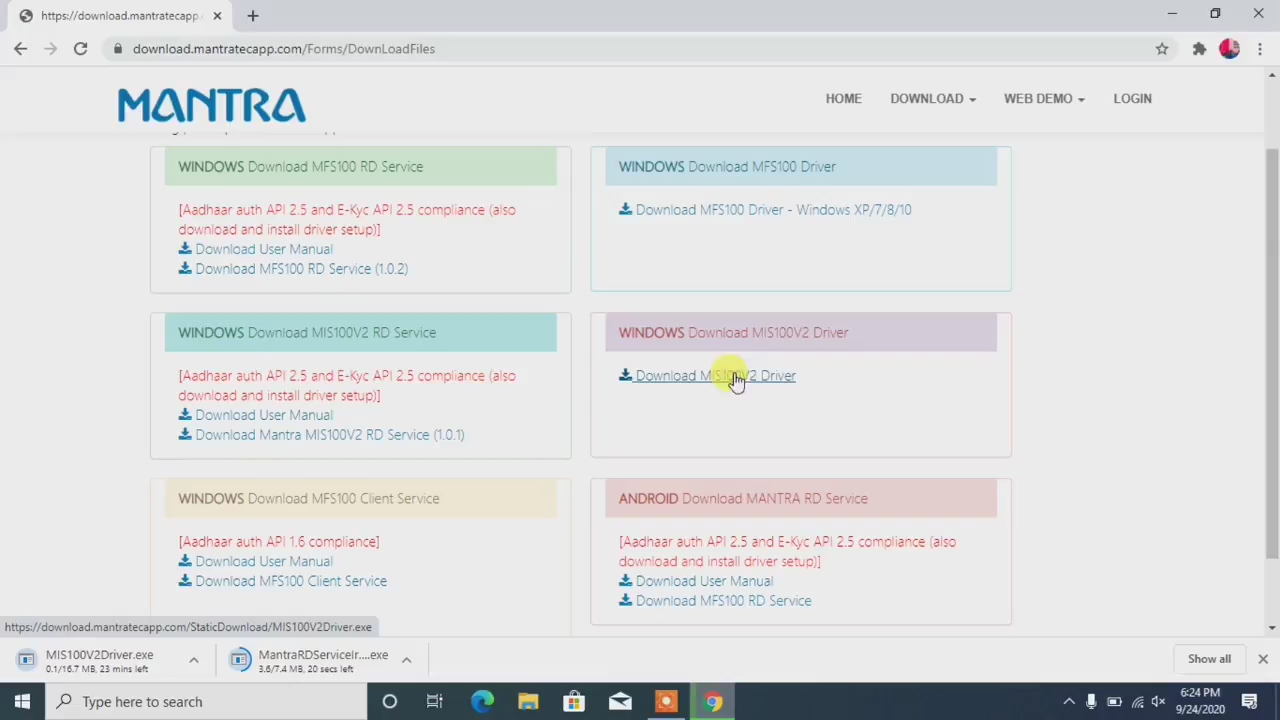 https://download.mantratecapp.
download.mantratecapp.com/Forms/DownLoadFiles
MANTRA
HOME
DOWNLOAD
WEB DEMO
LOGIN
WINDOWS Download MFS100 RD Service
[Aadhaar auth API 2.5 and E-Kyc API 2.5 compliance (also
download and install driver setup)]
Download User Manual
Download MFS100 RD Service (1.0.2)
WINDOWS Download MFS100 Driver
Download MFS100 Driver - Windows XP/7/8/10
WINDOWS Download MIS100V2 RD Service
[Aadhaar auth API 2.5 and E-Kyc API 2.5 compliance (also
download and install driver setup)]
Download User Manual
Download Mantra MIS100V2 RD Service (1.0.1)
WINDOWS Download MIS100V2 Driver
Download MIS100V2 Driver
WINDOWS Download MFS100 Client Service
[Aadhaar auth API 1.6 compliance]
Download User Manual
Download MFS100 Client Service
ANDROID Download MANTRA RD Service
[Aadhaar auth API 2.5 and E-Kyc API 2.5 compliance (also
download and install driver setup)]
Download User Manual
Download MFS100 RD Service
https://download.mantratecapp.com/StaticDownload/MIS100V2Driver.exe
MIS100V2Driver.exe
0.1/16.7 MB, 23 mins left
MantraRDServiceIr....exe
3.6/7.4 MB, 20 secs left
Show all
Type here to search
6:24 PM
9/24/2020